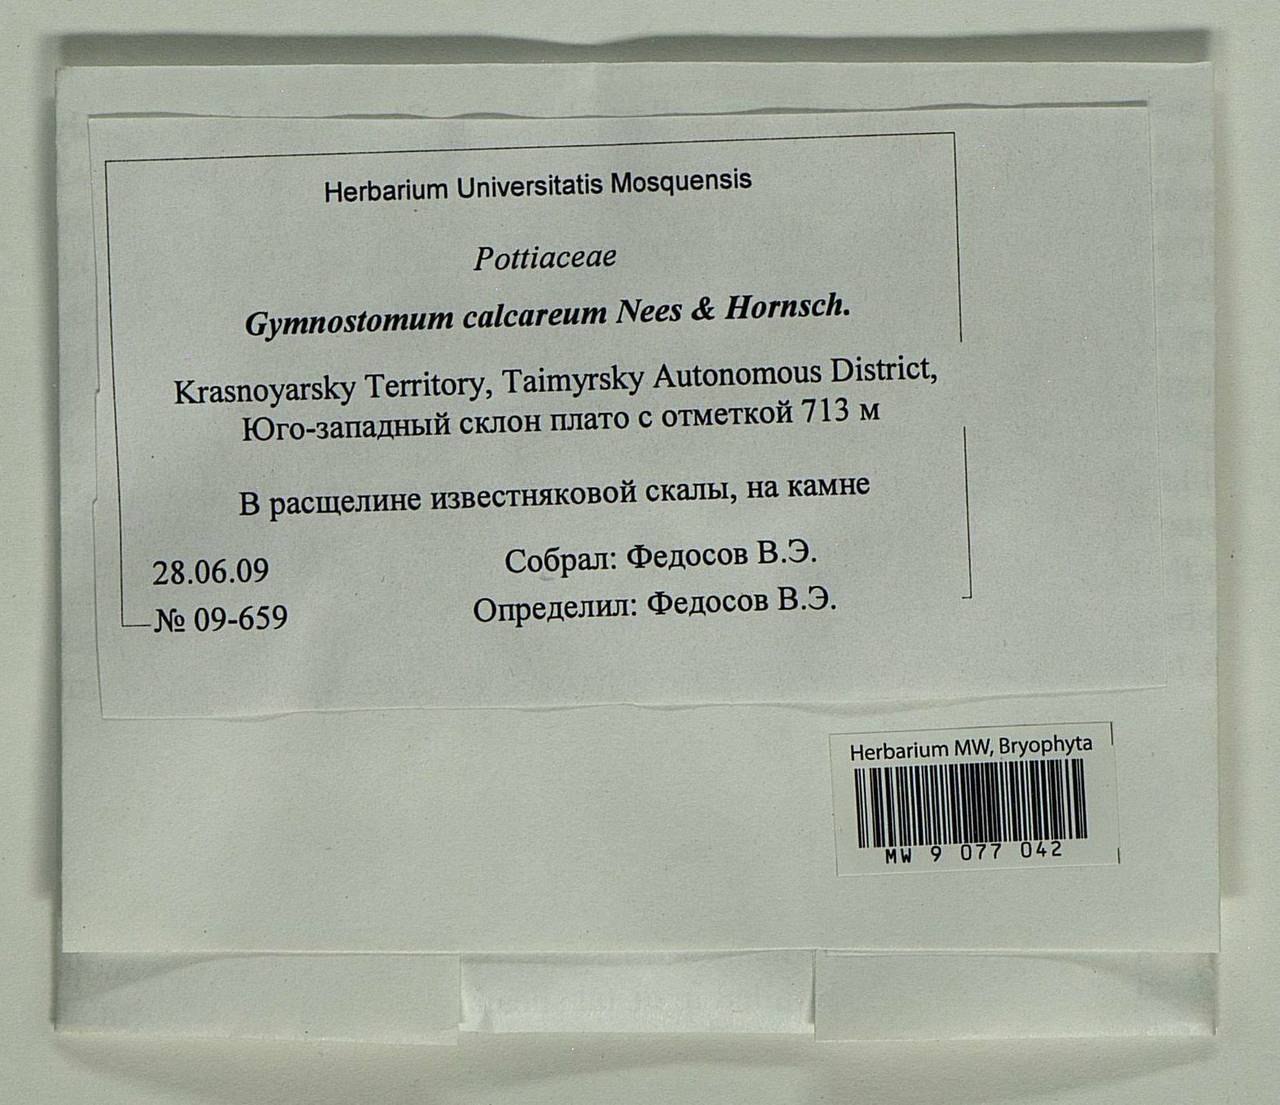 Herbarium Universitatis Mosquensis
Pottiaceae
Gymnostomum calcareum Nees & Hornsch.
Krasnoyarsky Territory, Taimyrsky Autonomous District,
Юго-западный склон плато с отметкой 713 м
В расщелине известняковой скалы, на камне
28.06.09 Собрал: Федосов В.Э.
№ 09-659 Определил: Федосов В.Э.
Herbarium MW, Bryophyta
MW 9 077 042